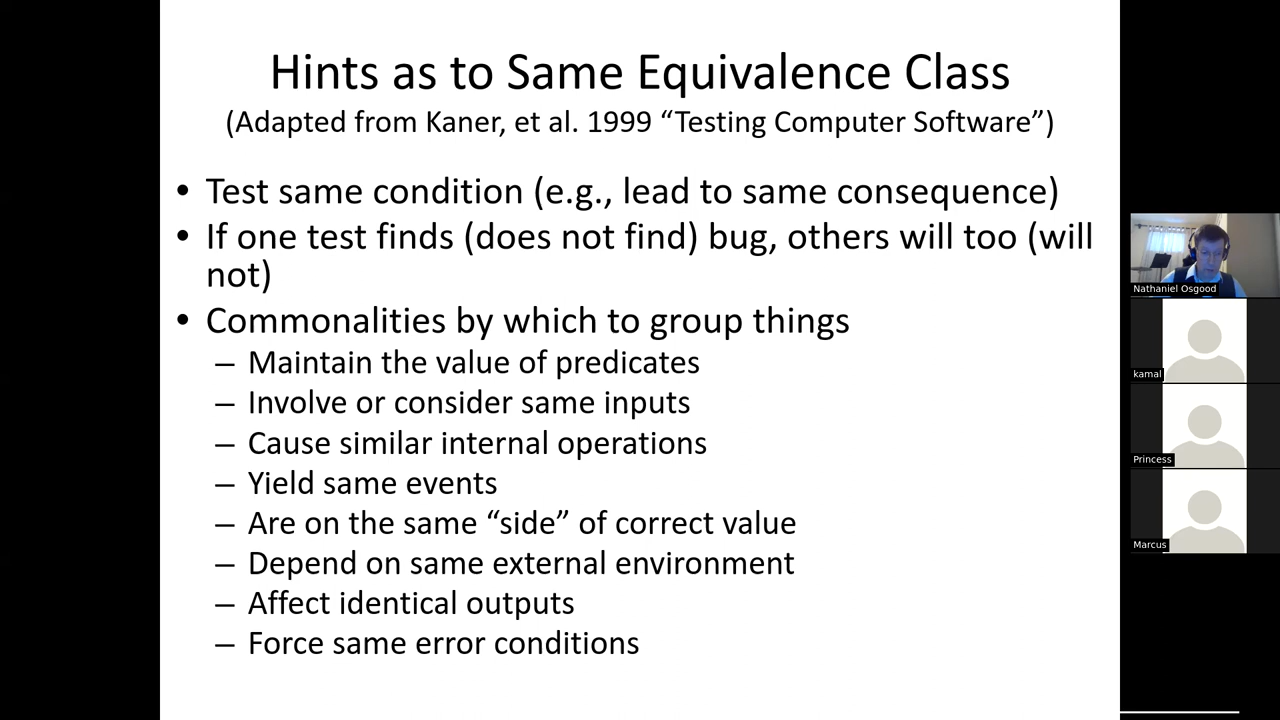 Hints as to Same Equivalence Class
(Adapted from Kaner, et al. 1999 “Testing Computer Software”)
• Test same condition (e.g., lead to same consequence)
• If one test finds (does not find) bug, others will too (will
not)
• Commonalities by which to group things
– Maintain the value of predicates
– Involve or consider same inputs
– Cause similar internal operations
– Yield same events
– Are on the same “side” of correct value
– Depend on same external environment
– Affect identical outputs
– Force same error conditions
Nathaniel Osgood
kamal
Princess
Marcus